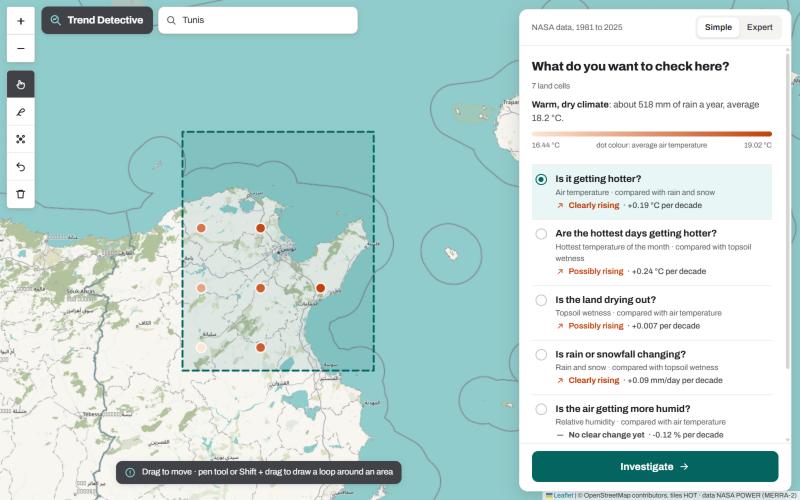 Trend Detective
Tunis
NASA data, 1981 to 2025
Simple
Expert
What do you want to check here?
7 land cells
Warm, dry climate: about 518 mm of rain a year, average
18.2 °C.
16.44 °C
dot colour: average air temperature
19.02 °C
Is it getting hotter?
Air temperature · compared with rain and snow
↗ Clearly rising · +0.19 °C per decade
Are the hottest days getting hotter?
Hottest temperature of the month · compared with topsoil
wetness
↗ Possibly rising · +0.24 °C per decade
Is the land drying out?
Topsoil wetness · compared with air temperature
↗ Possibly rising · +0.007 per decade
Is rain or snowfall changing?
Rain and snow · compared with topsoil wetness
↗ Clearly rising · +0.09 mm/day per decade
Is the air getting more humid?
Relative humidity · compared with air temperature
— No clear change yet · -0.12 % per decade
Investigate →
Drag to move · pen tool or Shift + drag to draw a loop around an area
Leaflet | © OpenStreetMap contributors, tiles HOT · data NASA POWER (MERRA-2)